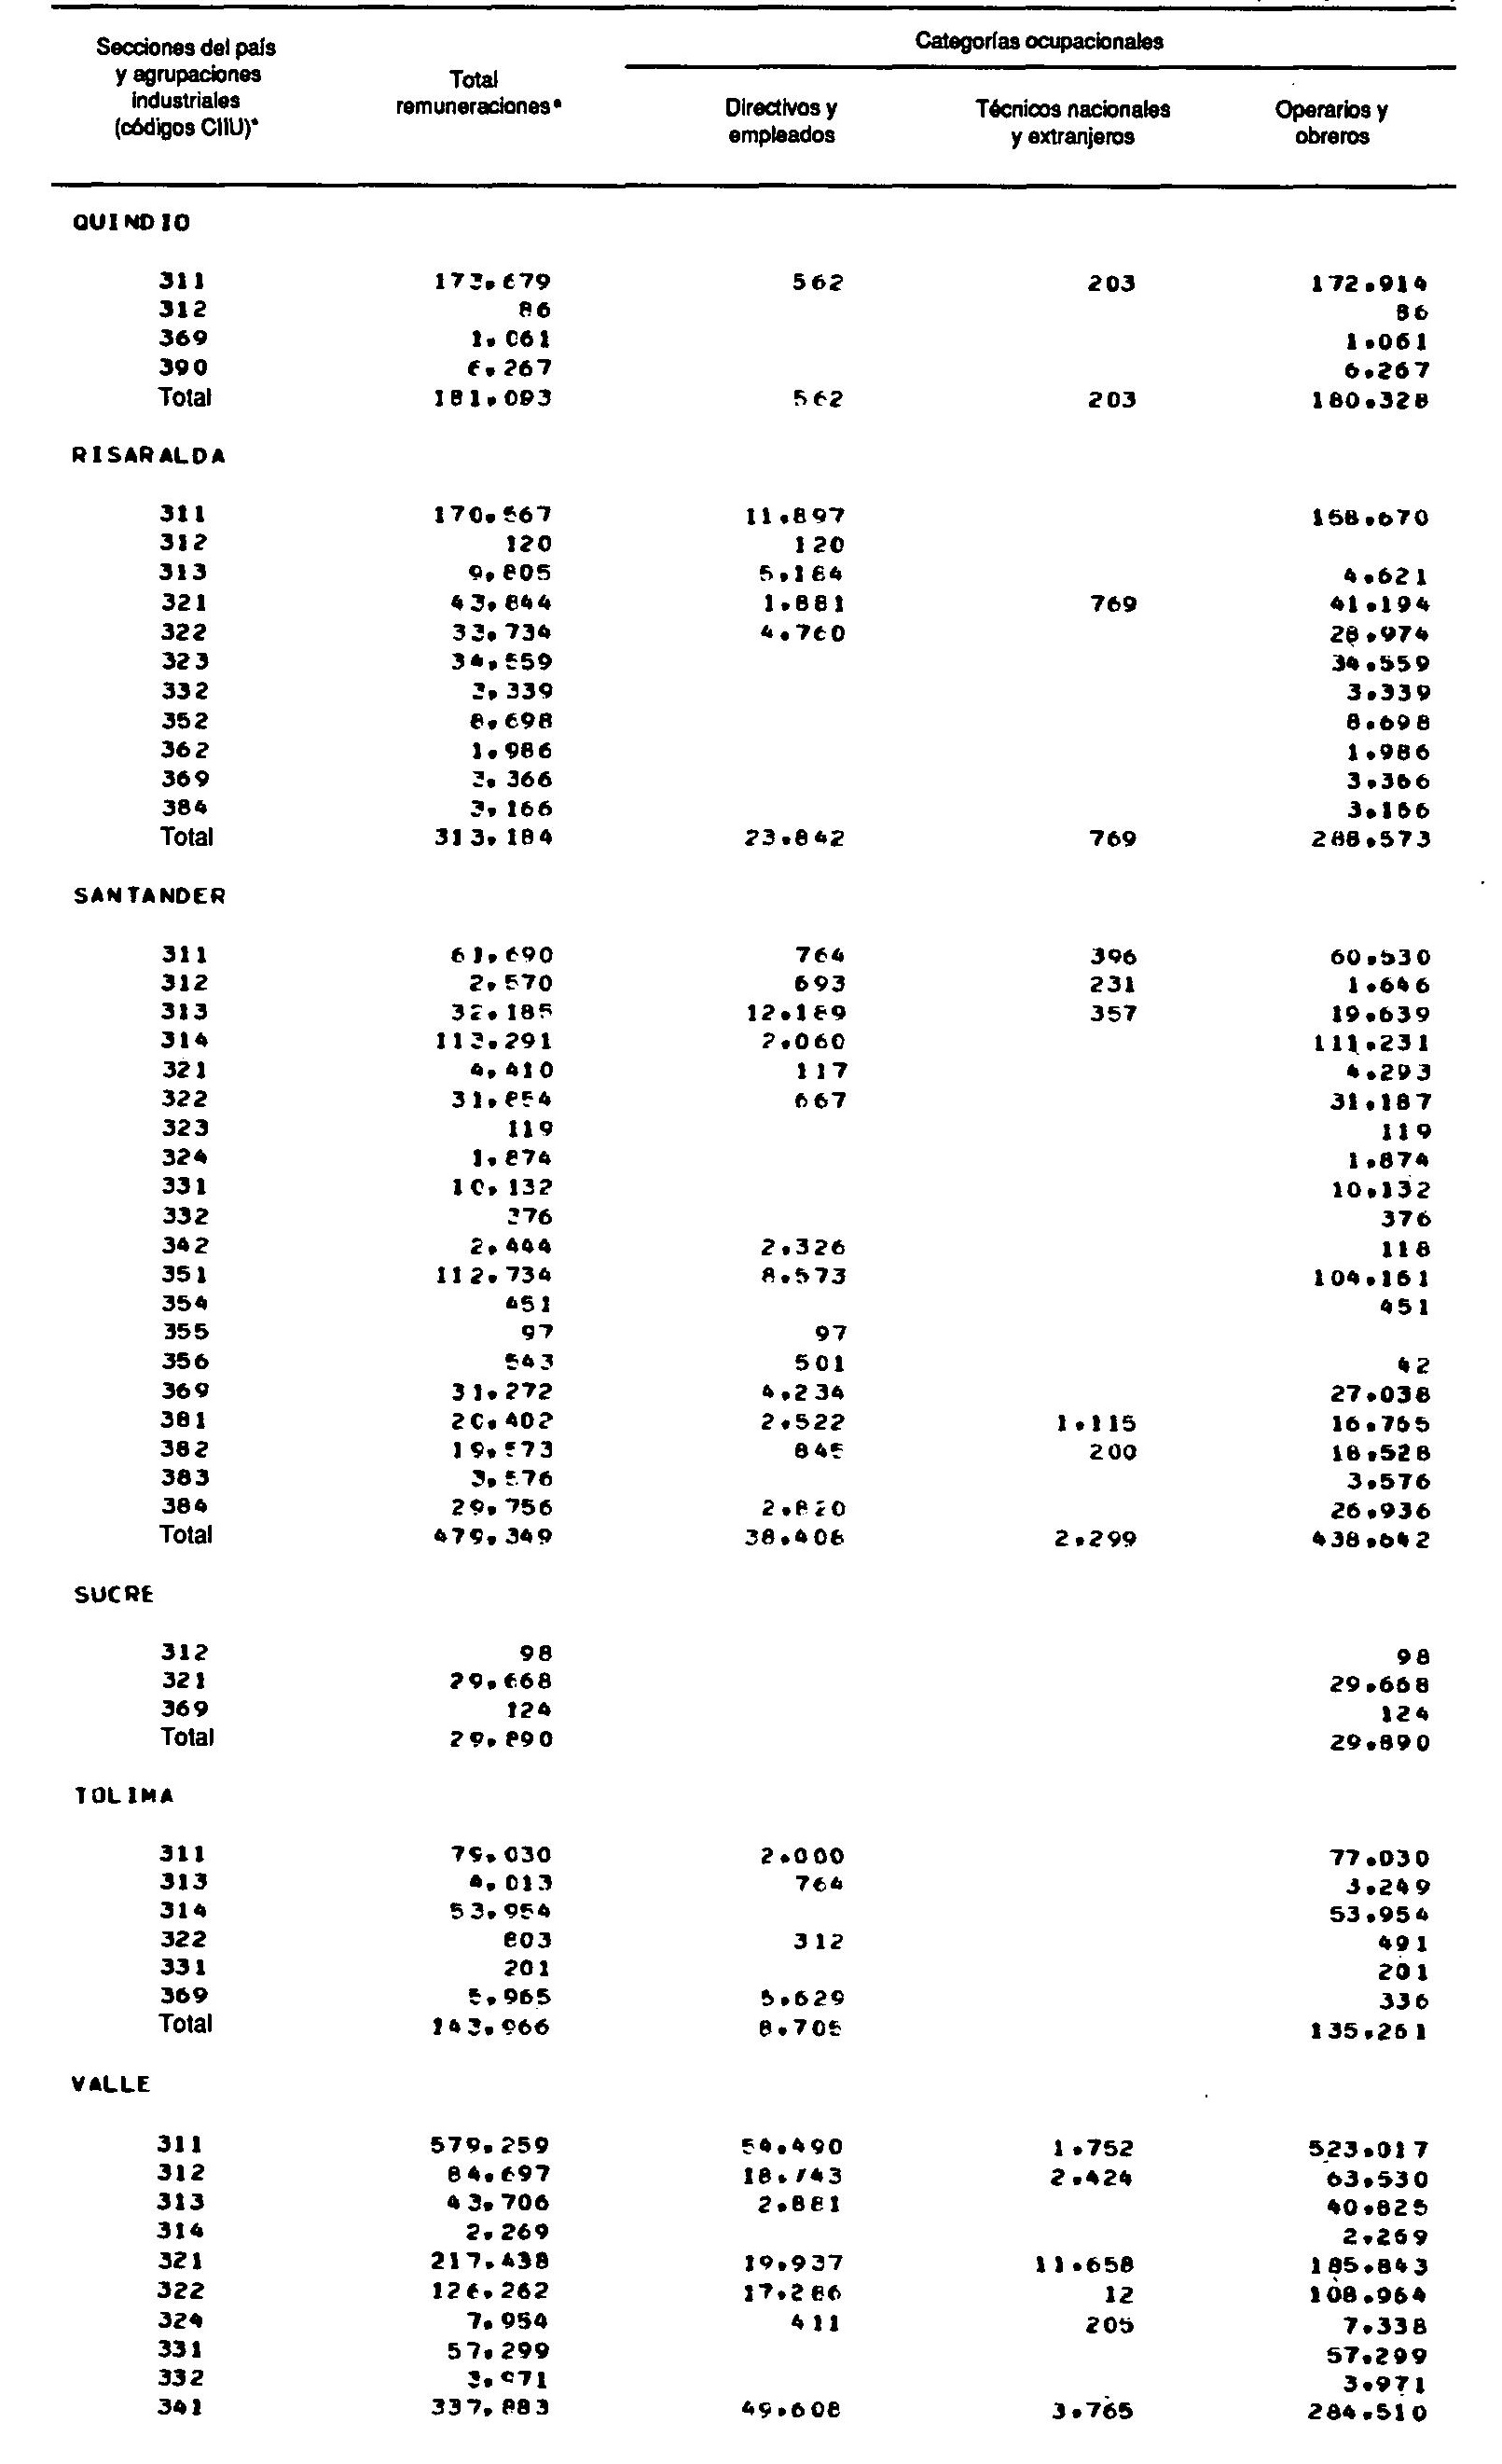 Secciones del país
y agrupaciones
industriales
(códigos CIIU)*
Total
remuneraciones a
Categorías ocupacionales
Directivos y
empleados
Técnicos nacionales
y extranjeros
Operarios y
obreros
QUINDIO
311 173.679 562 203 172.914
312 86 86
369 1.061 1.061
390 6.267 6.267
Total 181.093 562 203 180.328
RISARALDA
311 170.567 11.897 158.670
312 120 120
313 9.805 5.184 4.621
321 43.844 1.881 769 41.194
322 33.734 4.760 28.974
323 34.559 34.559
332 3.339 3.339
352 8.698 8.698
362 1.986 1.986
369 3.366 3.366
384 3.166 3.166
Total 313.184 23.842 769 288.573
SANTANDER
311 61.690 764 396 60.530
312 2.570 693 231 1.646
313 32.185 12.189 357 19.639
314 113.291 2.060 111.231
321 4.410 117 4.293
322 31.854 667 31.187
323 119 119
324 1.874 1.874
331 10.132 10.132
332 376 376
342 2.444 2.326 118
351 112.734 8.573 104.161
354 451 451
355 97 97
356 543 501 42
369 31.272 4.234 27.038
381 20.402 2.522 1.115 16.765
382 19.573 845 200 18.528
383 3.576 3.576
384 29.756 2.820 26.936
Total 479.349 38.408 2.299 438.642
SUCRE
312 98 98
321 29.668 29.668
369 124 124
Total 29.890 29.890
TOLIMA
311 79.030 2.000 77.030
313 4.013 764 3.249
314 53.954 53.954
322 803 312 491
331 201 201
369 5.965 5.629 336
Total 143.966 8.705 135.261
VALLE
311 579.259 54.490 1.752 523.017
312 84.697 18.743 2.424 63.530
313 43.706 2.881 40.825
314 2.269 2.269
321 217.438 19.937 11.658 185.843
322 126.262 17.286 12 108.964
324 7.954 411 205 7.338
331 57.299 57.299
332 3.971 3.971
341 337.883 49.608 3.765 284.510